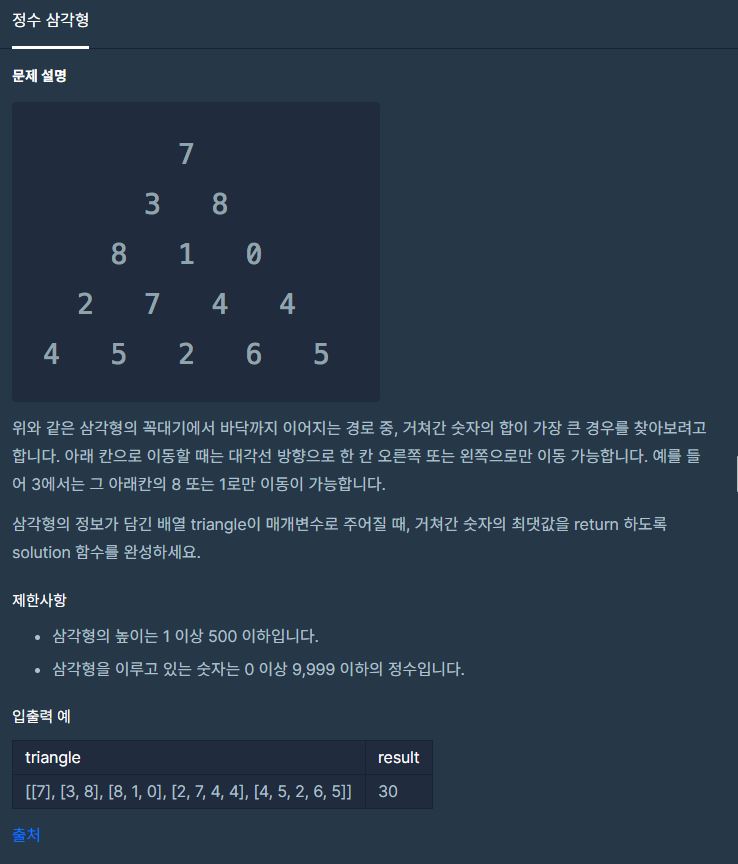 정수 삼각형
문제 설명
7
3 8
8 1 0
2 7 4 4
4 5 2 6 5
위와 같은 삼각형의 꼭대기에서 바닥까지 이어지는 경로 중, 거쳐간 숫자의 합이 가장 큰 경우를 찾아보려고
합니다. 아래 칸으로 이동할 때는 대각선 방향으로 한 칸 오른쪽 또는 왼쪽으로만 이동 가능합니다. 예를 들
어 3에서는 그 아래칸의 8 또는 1로만 이동이 가능합니다.
삼각형의 정보가 담긴 배열 triangle이 매개변수로 주어질 때, 거쳐간 숫자의 최댓값을 return 하도록
solution 함수를 완성하세요.
제한사항
• 삼각형의 높이는 1 이상 500 이하입니다.
• 삼각형을 이루고 있는 숫자는 0 이상 9,999 이하의 정수입니다.
입출력 예
triangle result
[[7], [3, 8], [8, 1, 0], [2, 7, 4, 4], [4, 5, 2, 6, 5]] 30
출처